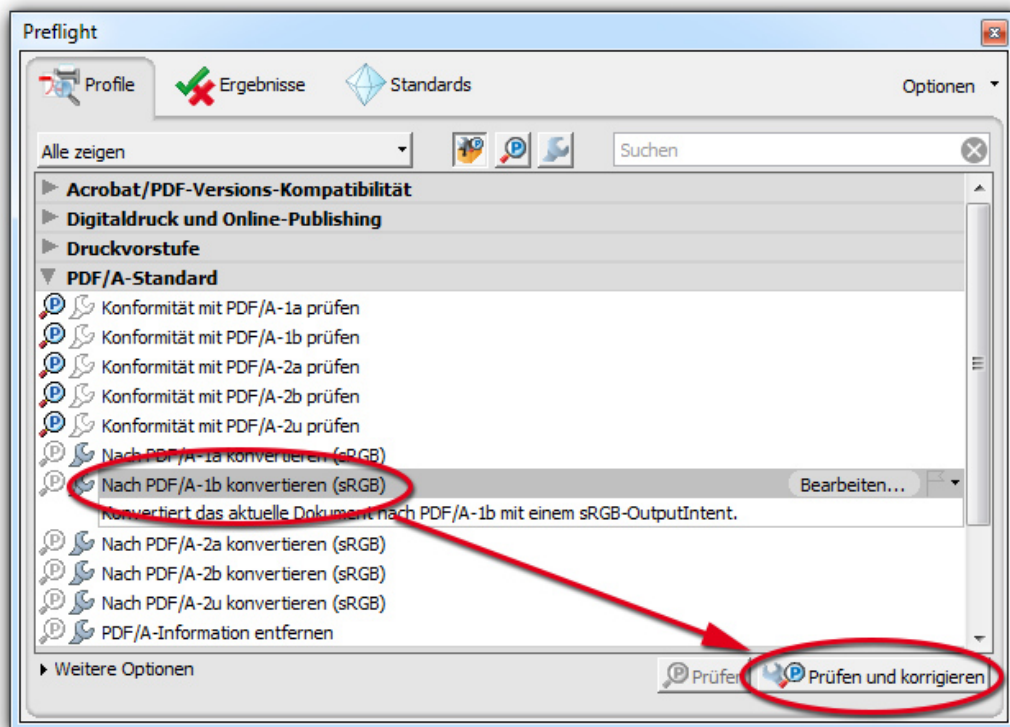 Preflight
Profile Ergebnisse Standards Optionen
Alle zeigen Suchen
Acrobat/PDF-Versions-Kompatibilität
Digitaldruck und Online-Publishing
Druckvorstufe
PDF/A-Standard
Konformität mit PDF/A-1a prüfen
Konformität mit PDF/A-1b prüfen
Konformität mit PDF/A-2a prüfen
Konformität mit PDF/A-2b prüfen
Konformität mit PDF/A-2u prüfen
Nach PDF/A-1a konvertieren (sRGB)
Nach PDF/A-1b konvertieren (sRGB) Bearbeiten...
Konvertiert das aktuelle Dokument nach PDF/A-1b mit einem sRGB-OutputIntent.
Nach PDF/A-2a konvertieren (sRGB)
Nach PDF/A-2b konvertieren (sRGB)
Nach PDF/A-2u konvertieren (sRGB)
PDF/A-Information entfernen
Weitere Optionen Prüfen Prüfen und korrigieren